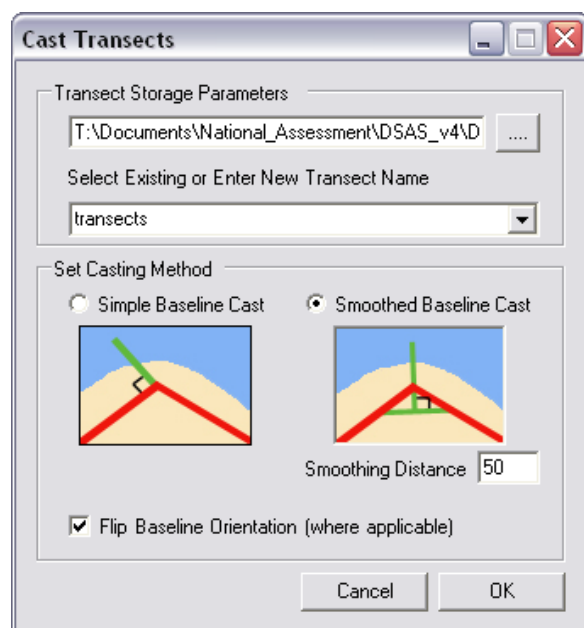 Cast Transects
Transect Storage Parameters
T:\Documents\National_Assessment\DSAS_v4\D
....
Select Existing or Enter New Transect Name
transects
Set Casting Method
Simple Baseline Cast
Smoothed Baseline Cast
Smoothing Distance 50
Flip Baseline Orientation (where applicable)
Cancel
OK